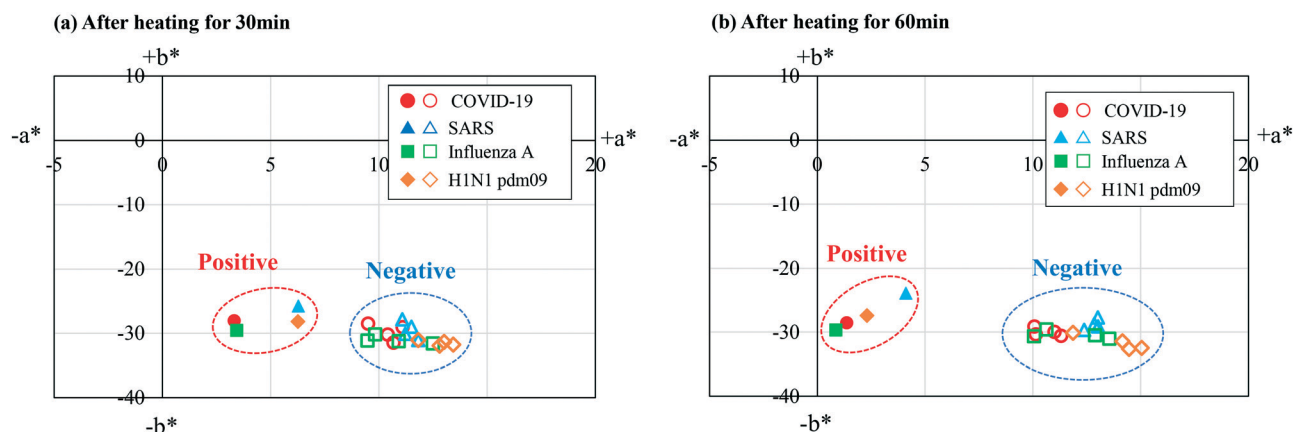 (a) After heating for 30min
+b*
10
0
-10
-20
-30
-40
-5
0
5
10
20
-a*
+a*
-b*
COVID-19
SARS
Influenza A
H1N1 pdm09
Positive
Negative
(b) After heating for 60min
+b*
10
0
-10
-20
-30
-40
-5
0
5
10
20
-a*
+a*
-b*
COVID-19
SARS
Influenza A
H1N1 pdm09
Positive
Negative